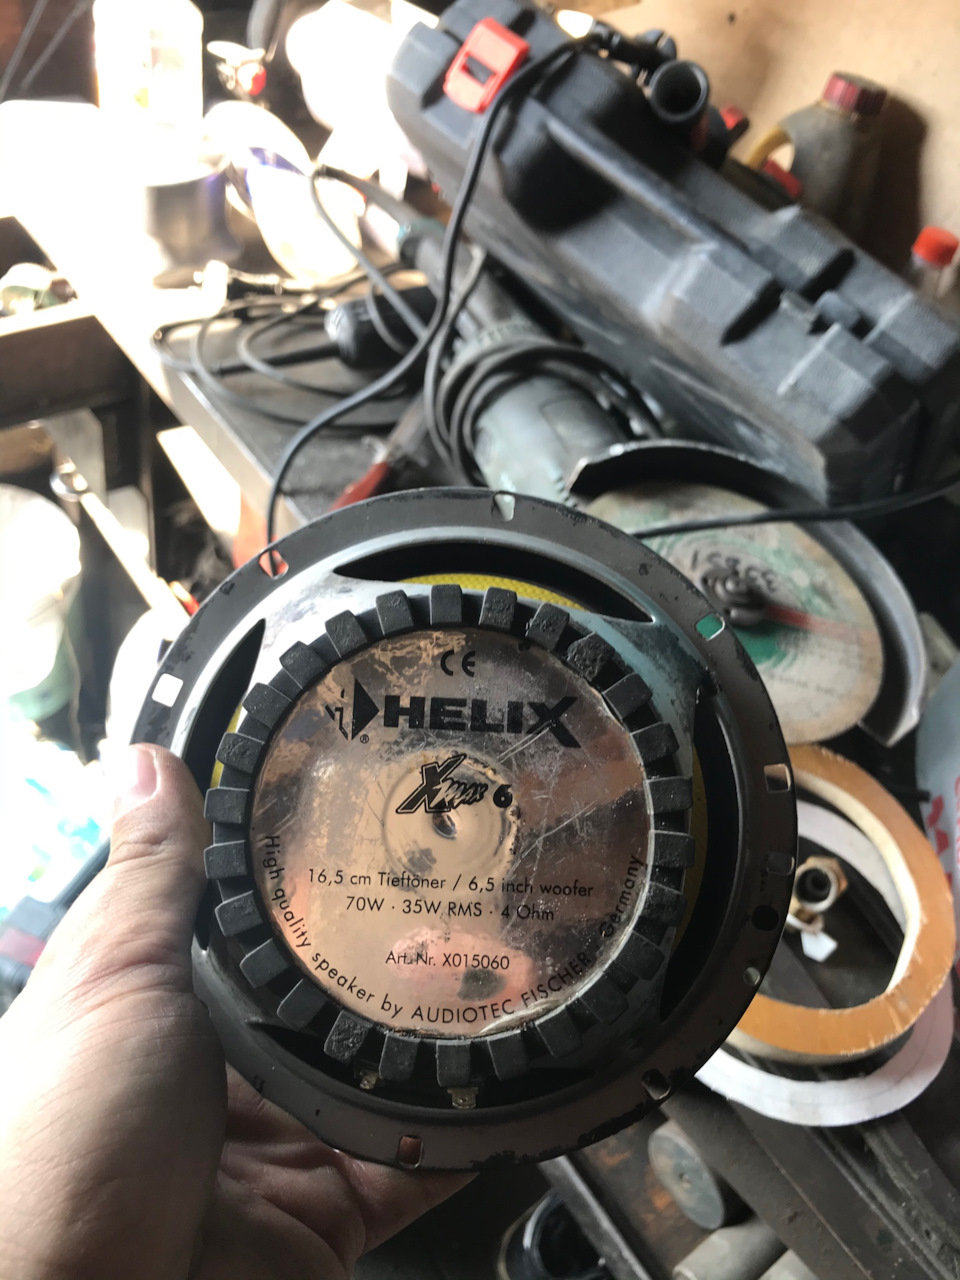 CE
HELIX
®
Xmax 6
16,5 cm Tieftöner / 6,5 inch woofer
70W · 35W RMS · 4 Ohm
Art. Nr. X015060
High quality speaker by AUDIOTEC FISCHER Germany